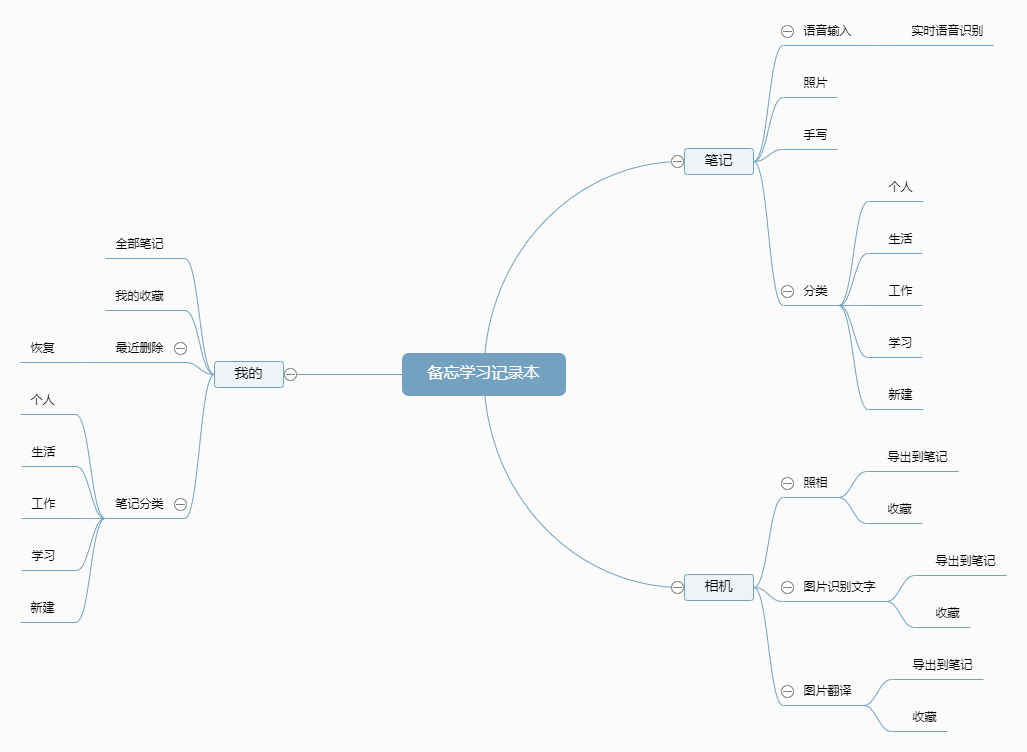 备忘学习记录本
笔记
语音输入
实时语音识别
照片
手写
分类
个人
生活
工作
学习
新建
相机
照相
导出到笔记
收藏
图片识别文字
导出到笔记
收藏
图片翻译
导出到笔记
收藏
我的
全部笔记
我的收藏
最近删除
恢复
笔记分类
个人
生活
工作
学习
新建